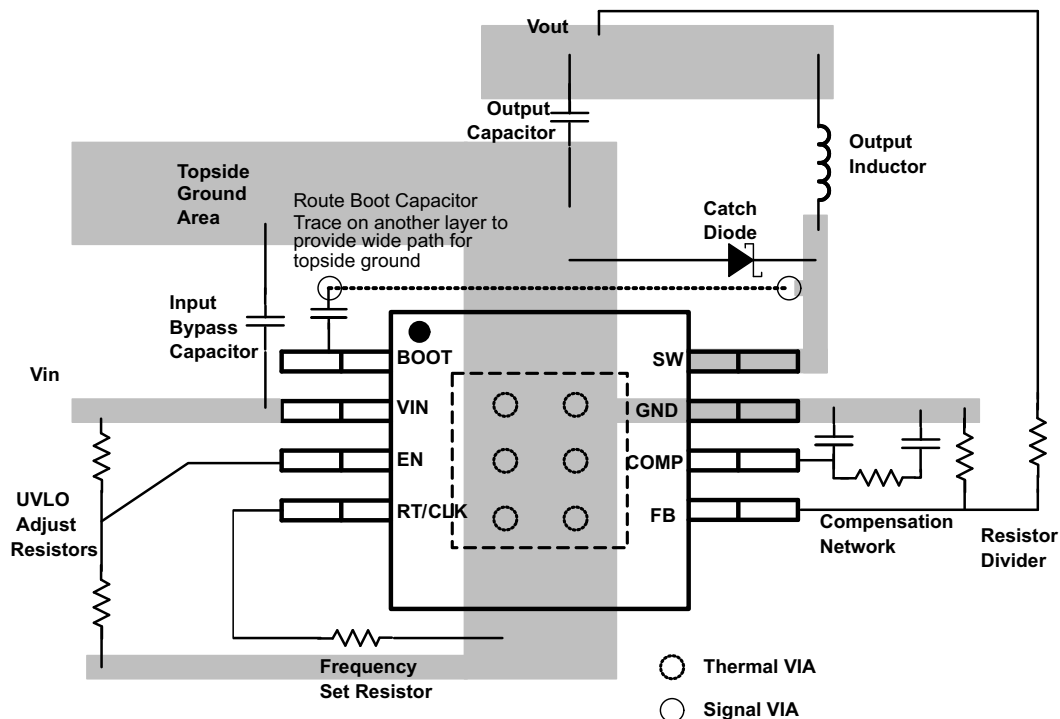 Vout
Output
Capacitor
Output
Inductor
Topside
Ground
Area
Route Boot Capacitor
Trace on another layer to
provide wide path for
topside ground
Catch
Diode
Input
Bypass
Capacitor
Vin
BOOT
SW
VIN
GND
EN
COMP
RT/CLK
FB
UVLO
Adjust
Resistors
Compensation
Network
Resistor
Divider
Frequency
Set Resistor
Thermal VIA
Signal VIA